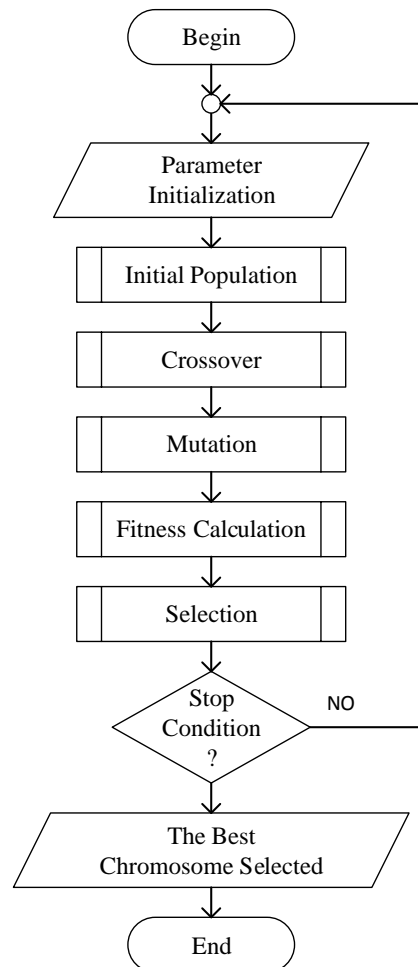 Begin
Parameter
Initialization
Initial Population
Crossover
Mutation
Fitness Calculation
Selection
Stop
Condition
?
NO
The Best
Chromosome Selected
End